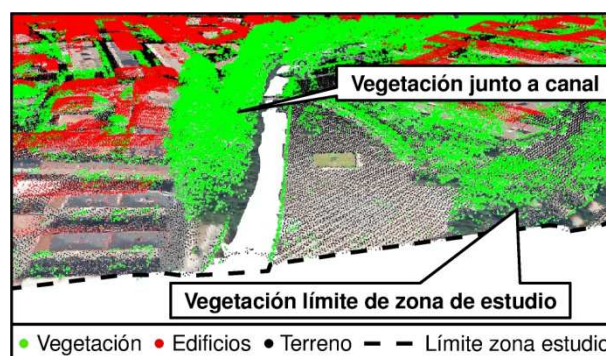 Vegetación junto a canal
Vegetación límite de zona de estudio
Vegetación Edificios Terreno Límite zona estudio